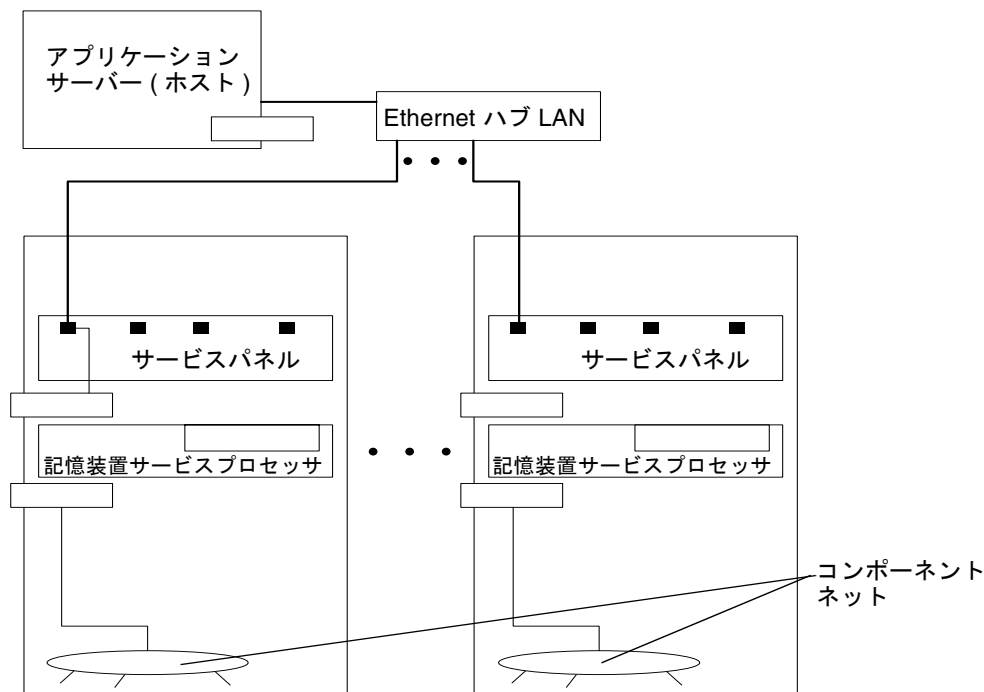 アプリケーション
サーバー ( ホスト )
Ethernet ハブ LAN
サービスパネル
サービスパネル
記憶装置サービスプロセッサ
記憶装置サービスプロセッサ
コンポーネント
ネット